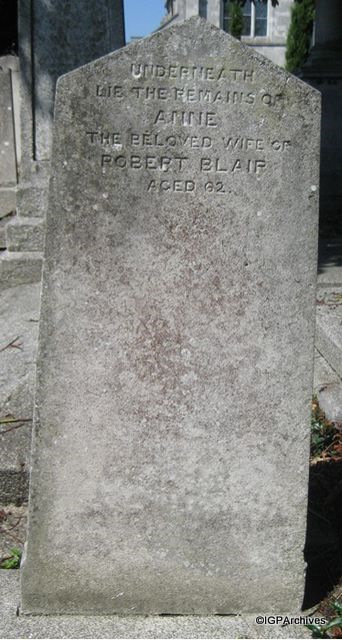 UNDERNEATH
LIE THE REMAINS OF
ANNE
THE BELOVED WIFE OF
ROBERT BLAIR
AGED 62.
©IGPArchives